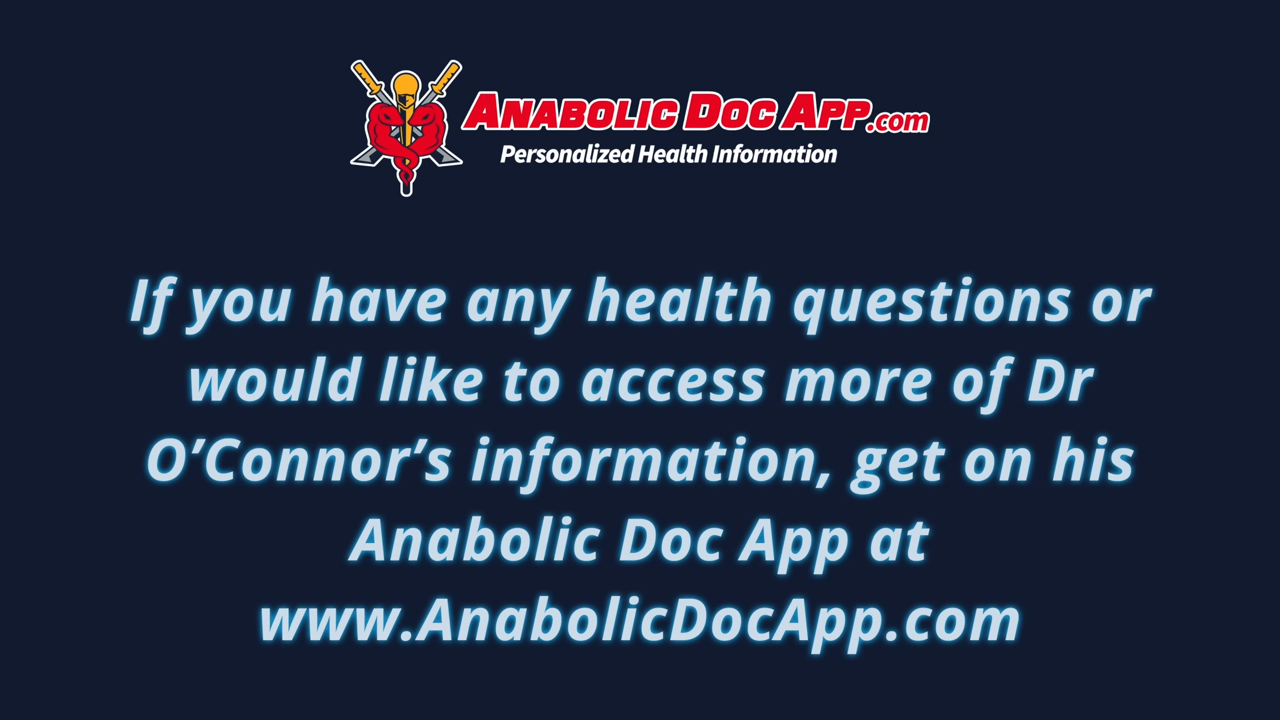 ANABOLIC DOC APP.com
Personalized Health Information
If you have any health questions or
would like to access more of Dr
O’Connor’s information, get on his
Anabolic Doc App at
www.AnabolicDocApp.com